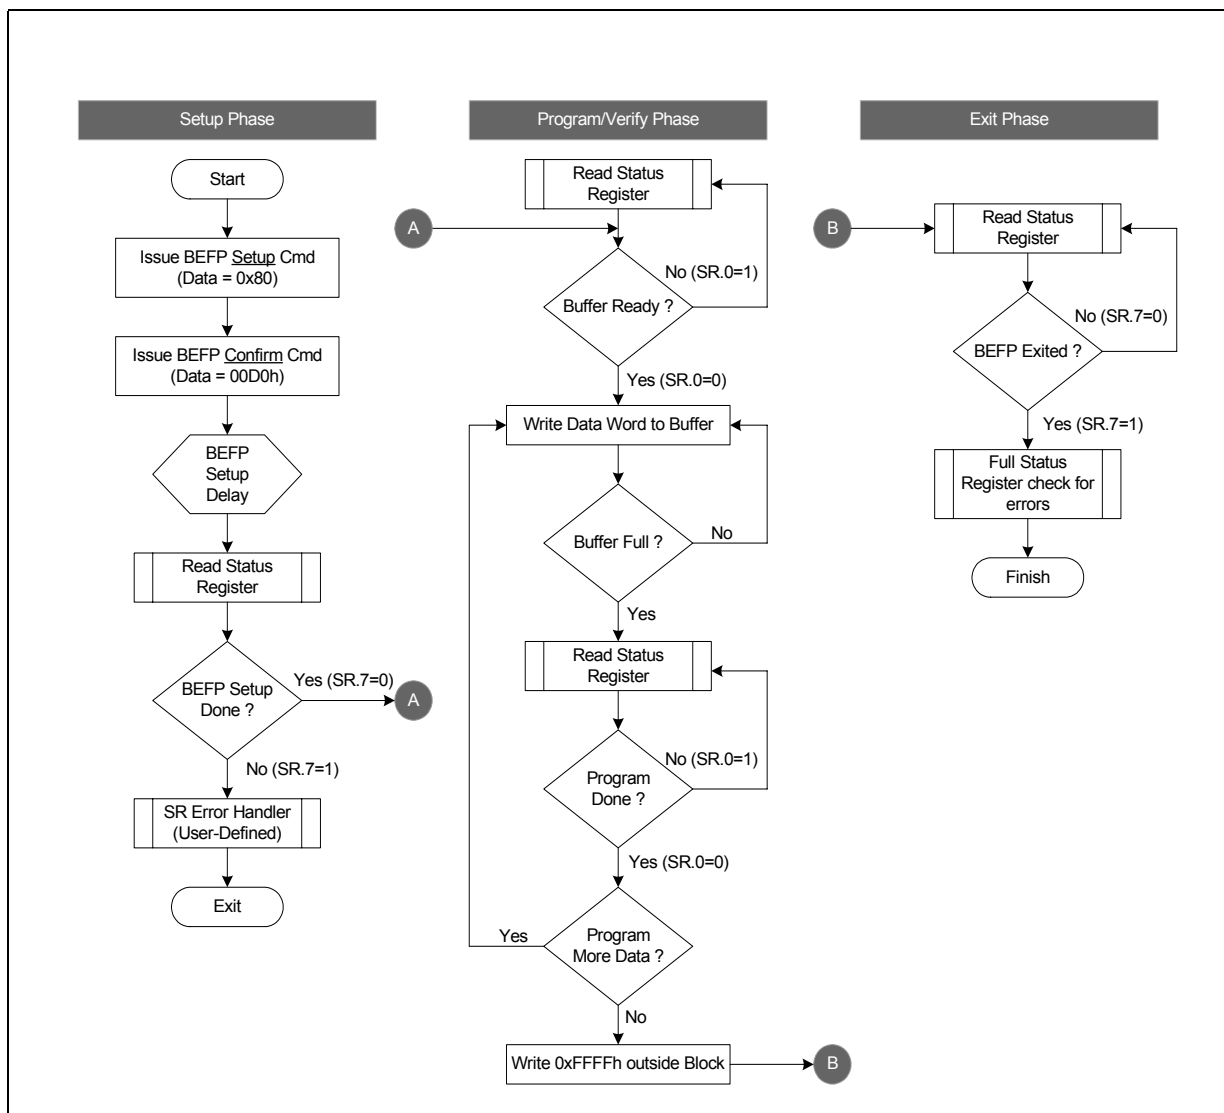 Setup Phase
Start
Issue BEFP Setup Cmd
(Data = 0x80)
Issue BEFP Confirm Cmd
(Data = 00D0h)
BEFP
Setup
Delay
Read Status
Register
BEFP Setup
Done ?
Yes (SR.7=0)
A
No (SR.7=1)
SR Error Handler
(User-Defined)
Exit
Program/Verify Phase
Read Status
Register
A
No (SR.0=1)
Buffer Ready ?
Yes (SR.0=0)
Write Data Word to Buffer
Buffer Full ?
No
Yes
Read Status
Register
No (SR.0=1)
Program
Done ?
Yes (SR.0=0)
Yes
Program
More Data ?
No
Write 0xFFFFh outside Block
B
Exit Phase
B
Read Status
Register
No (SR.7=0)
BEFP Exited ?
Yes (SR.7=1)
Full Status
Register check for
errors
Finish